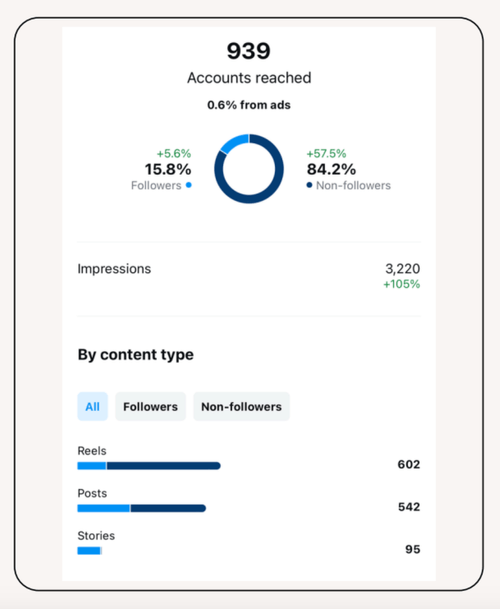 939
Accounts reached
0.6% from ads
+5.6%
15.8%
Followers
+57.5%
84.2%
Non-followers
Impressions
3,220
+105%
By content type
All Followers Non-followers
Reels
602
Posts
542
Stories
95